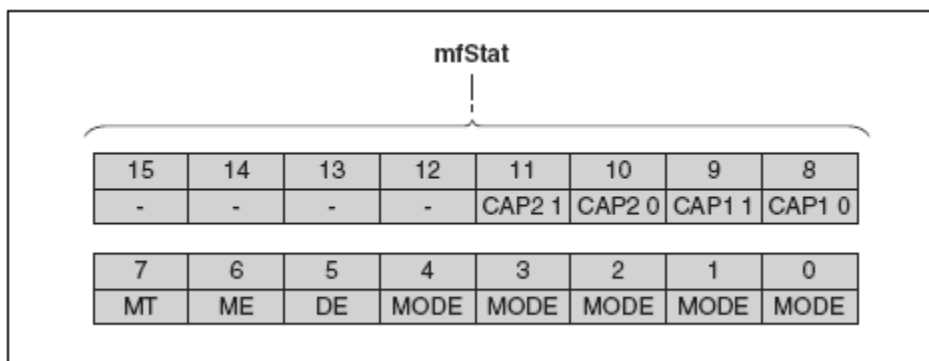 mfStat
15 14 13 12 11 10 9 8
- - - - CAP2 1 CAP2 0 CAP1 1 CAP1 0
7 6 5 4 3 2 1 0
MT ME DE MODE MODE MODE MODE MODE